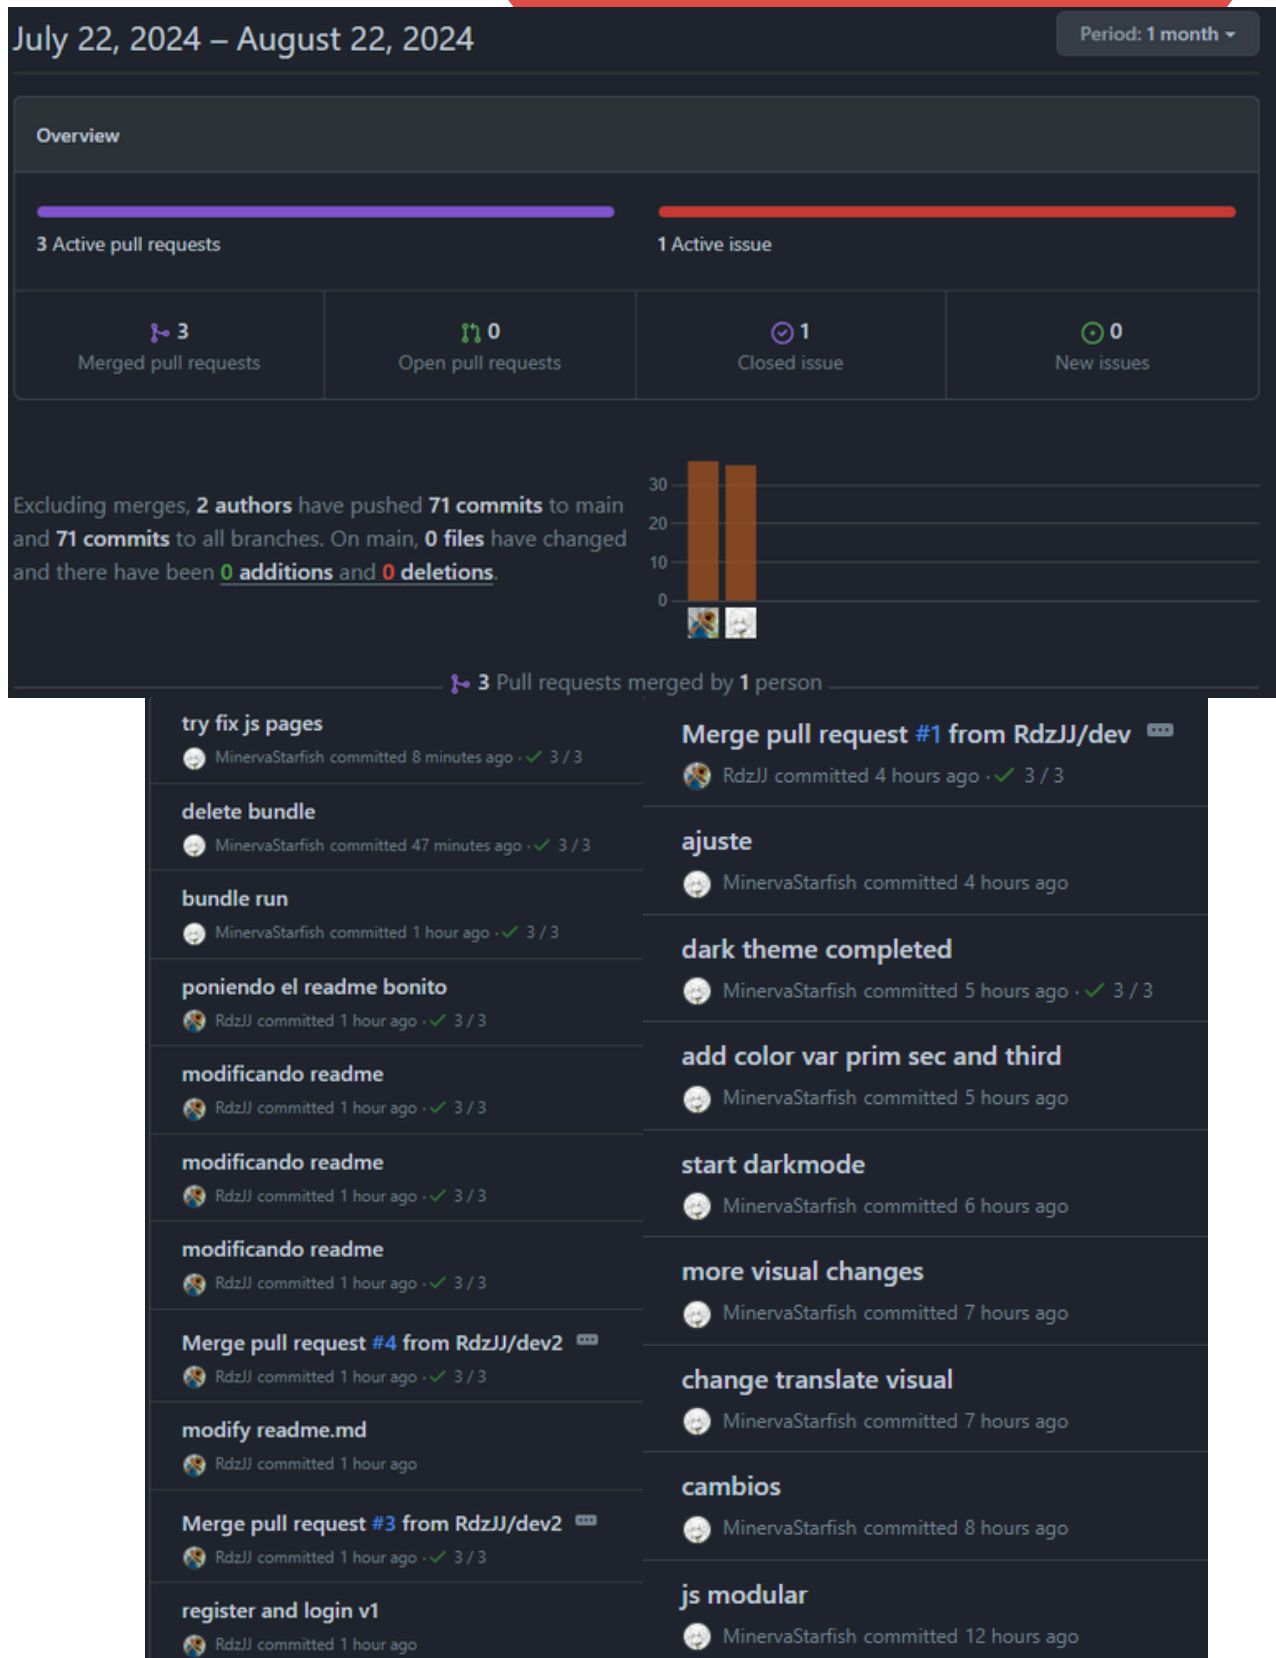 July 22, 2024 – August 22, 2024
Period: 1 month
Overview
3 Active pull requests
1 Active issue
3
Merged pull requests
0
Open pull requests
1
Closed issue
0
New issues
Excluding merges, 2 authors have pushed 71 commits to main
and 71 commits to all branches. On main, 0 files have changed
and there have been 0 additions and 0 deletions.
30
20
10
0
3 Pull requests merged by 1 person
try fix js pages
MinervaStarfish committed 8 minutes ago · ✓ 3 / 3
delete bundle
MinervaStarfish committed 47 minutes ago · ✓ 3 / 3
bundle run
MinervaStarfish committed 1 hour ago · ✓ 3 / 3
poniendo el readme bonito
RdzJJ committed 1 hour ago · ✓ 3 / 3
modificando readme
RdzJJ committed 1 hour ago · ✓ 3 / 3
modificando readme
RdzJJ committed 1 hour ago · ✓ 3 / 3
modificando readme
RdzJJ committed 1 hour ago · ✓ 3 / 3
Merge pull request #4 from RdzJJ/dev2
RdzJJ committed 1 hour ago · ✓ 3 / 3
modify readme.md
RdzJJ committed 1 hour ago
Merge pull request #3 from RdzJJ/dev2
RdzJJ committed 1 hour ago · ✓ 3 / 3
register and login v1
RdzJJ committed 1 hour ago
Merge pull request #1 from RdzJJ/dev
RdzJJ committed 4 hours ago · ✓ 3 / 3
ajuste
MinervaStarfish committed 4 hours ago
dark theme completed
MinervaStarfish committed 5 hours ago · ✓ 3 / 3
add color var prim sec and third
MinervaStarfish committed 5 hours ago
start darkmode
MinervaStarfish committed 6 hours ago
more visual changes
MinervaStarfish committed 7 hours ago
change translate visual
MinervaStarfish committed 7 hours ago
cambios
MinervaStarfish committed 8 hours ago
js modular
MinervaStarfish committed 12 hours ago